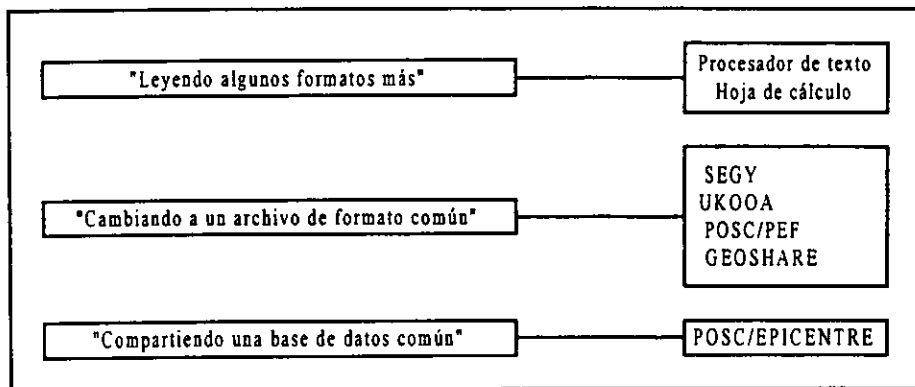 "Leyendo algunos formatos más"
Procesador de texto
Hoja de cálculo
"Cambiando a un archivo de formato común"
SEGY
UKOOA
POSC/PEF
GEOSHARE
"Compartiendo una base de datos común"
POSC/EPICENTRE